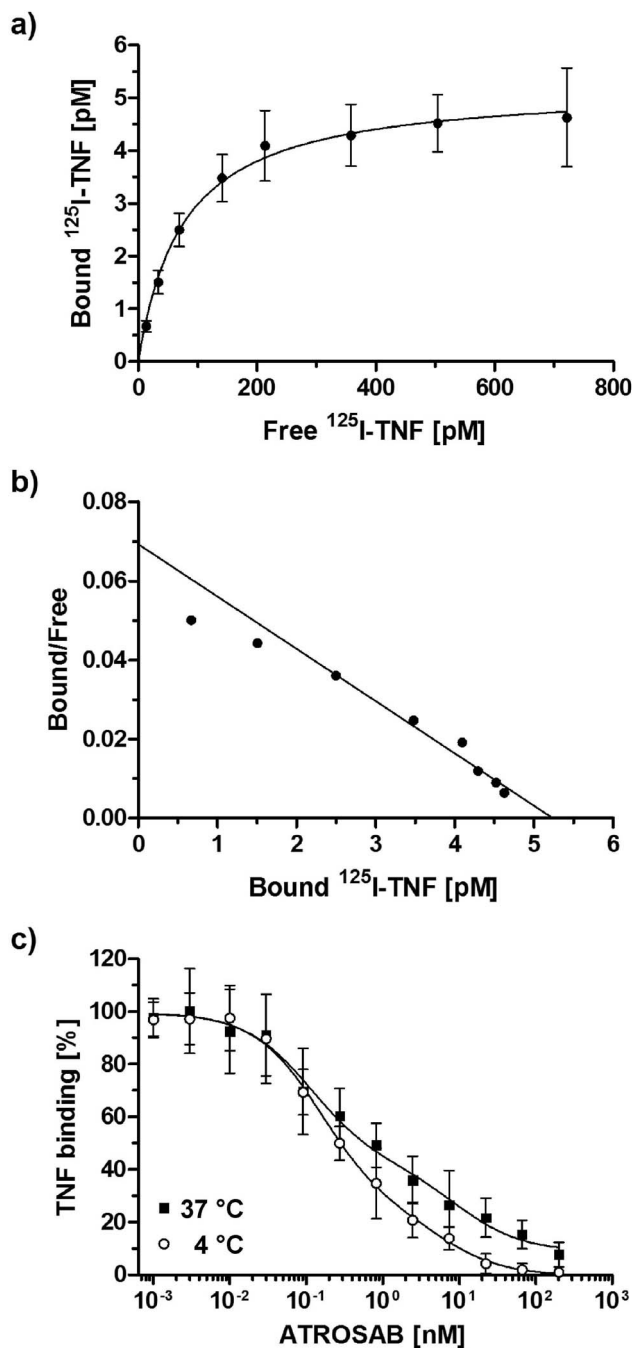 a)
6
5
4
3
2
1
0
0 200 400 600 800
Bound ¹²⁵I-TNF [pM]
Free ¹²⁵I-TNF [pM]
b)
0.08
0.06
0.04
0.02
0.00
0 1 2 3 4 5 6
Bound/Free
Bound ¹²⁵I-TNF [pM]
c)
120
100
80
60
40
20
0
TNF binding [%]
37 °C
4 °C
10⁻³ 10⁻² 10⁻¹ 10⁰ 10¹ 10² 10³
ATROSAB [nM]